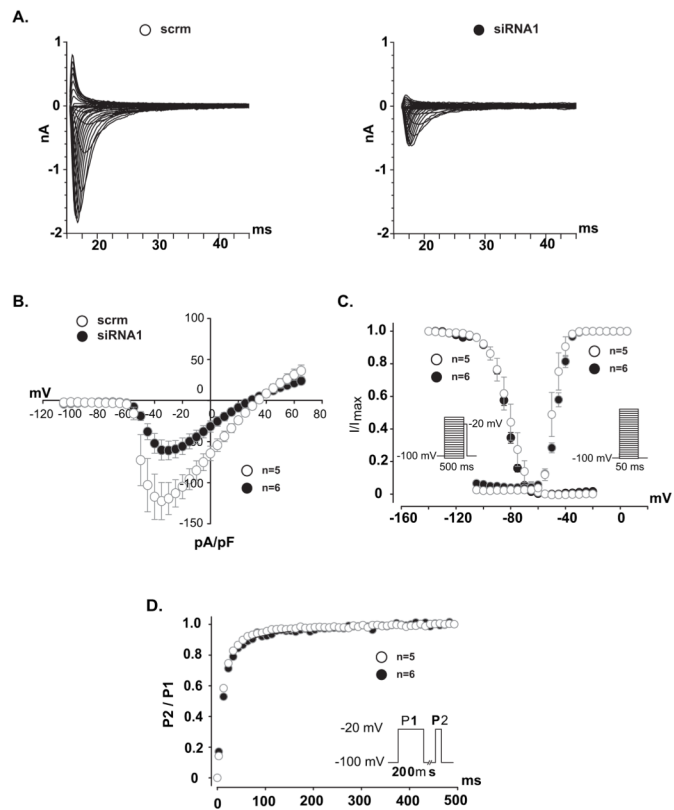 A.
scrm
siRNA1
1
0
-1
-2
nA
20
30
40
ms
1
0
-1
-2
nA
20
30
40
ms
B.
scrm
siRNA1
100
50
0
-50
-100
-150
mV
-120
-100
-80
-60
-40
-20
0
20
40
60
80
n=5
n=6
pA/pF
C.
1.0
0.8
0.6
0.4
0.2
0
I/Imax
n=5
n=6
n=5
n=6
-20 mV
-100 mV
500 ms
-100 mV
50 ms
-160
-120
-80
-40
0
mV
D.
1.0
0.8
0.6
0.4
0.2
0
P2 / P1
n=5
n=6
P1
P2
-20 mV
-100 mV
200m s
0
100
200
300
400
500
ms